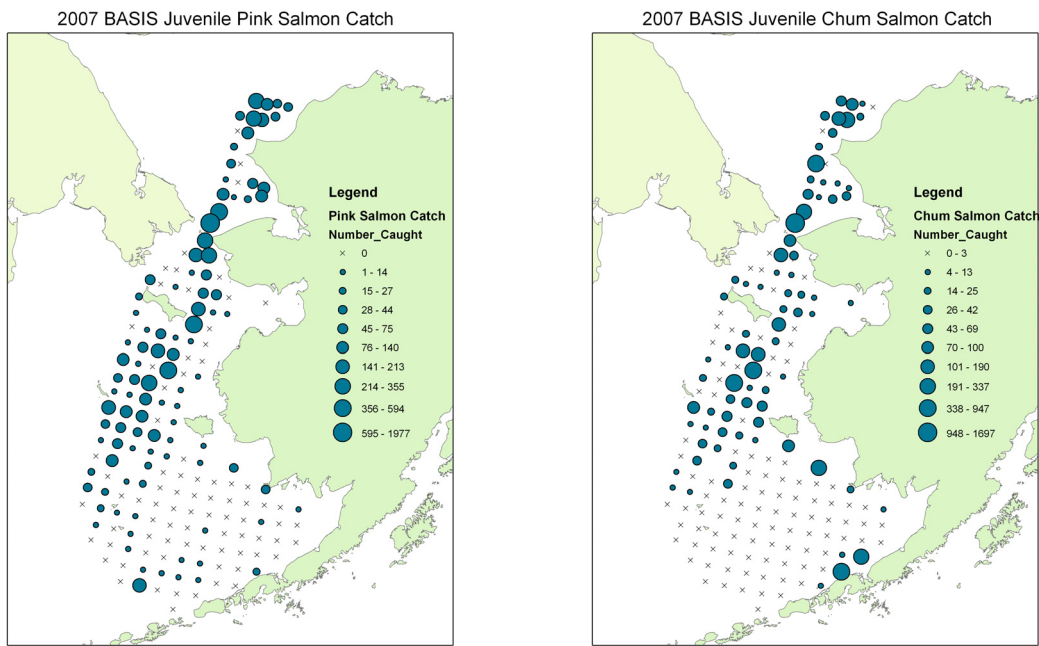 2007 BASIS Juvenile Pink Salmon Catch
Legend
Pink Salmon Catch
Number_Caught
0
1 - 14
15 - 27
28 - 44
45 - 75
76 - 140
141 - 213
214 - 355
356 - 594
595 - 1977
2007 BASIS Juvenile Chum Salmon Catch
Legend
Chum Salmon Catch
Number_Caught
0 - 3
4 - 13
14 - 25
26 - 42
43 - 69
70 - 100
101 - 190
191 - 337
338 - 947
948 - 1697